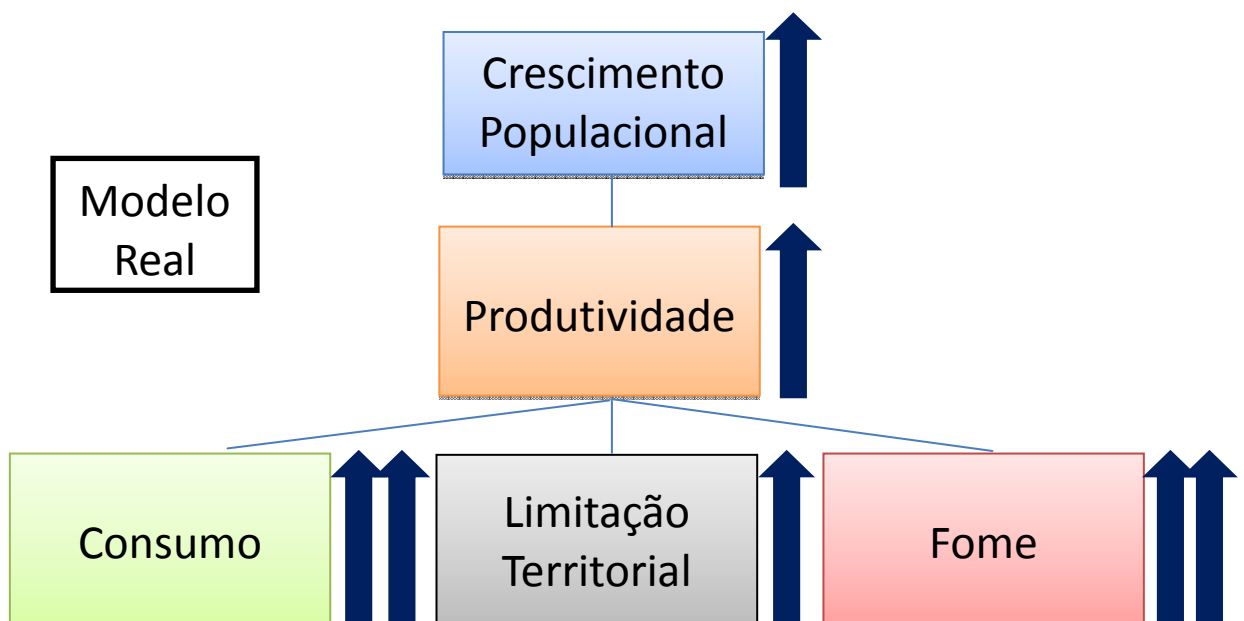 Crescimento
Populacional
Modelo
Real
Produtividade
Consumo
Limitação
Territorial
Fome